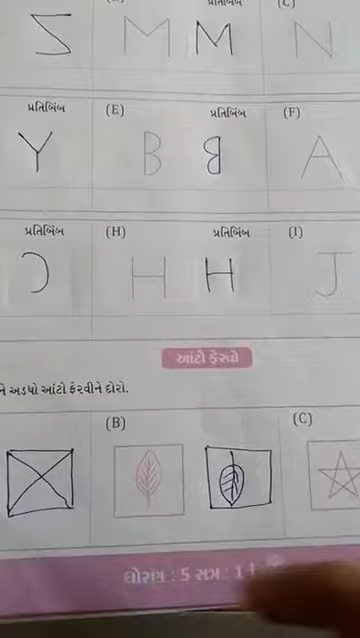 પ્રતિબિંબ (C)
S M M N
પ્રતિબિંબ (E) પ્રતિબિંબ (F)
Y B B A
પ્રતિબિંબ (H) પ્રતિબિંબ (I)
C H H J
આંટો ફેરવો
ને અડધો આંટો ફેરવીને દોરો.
(B) (C)
ધોરણ : 5 સત્ર : 1